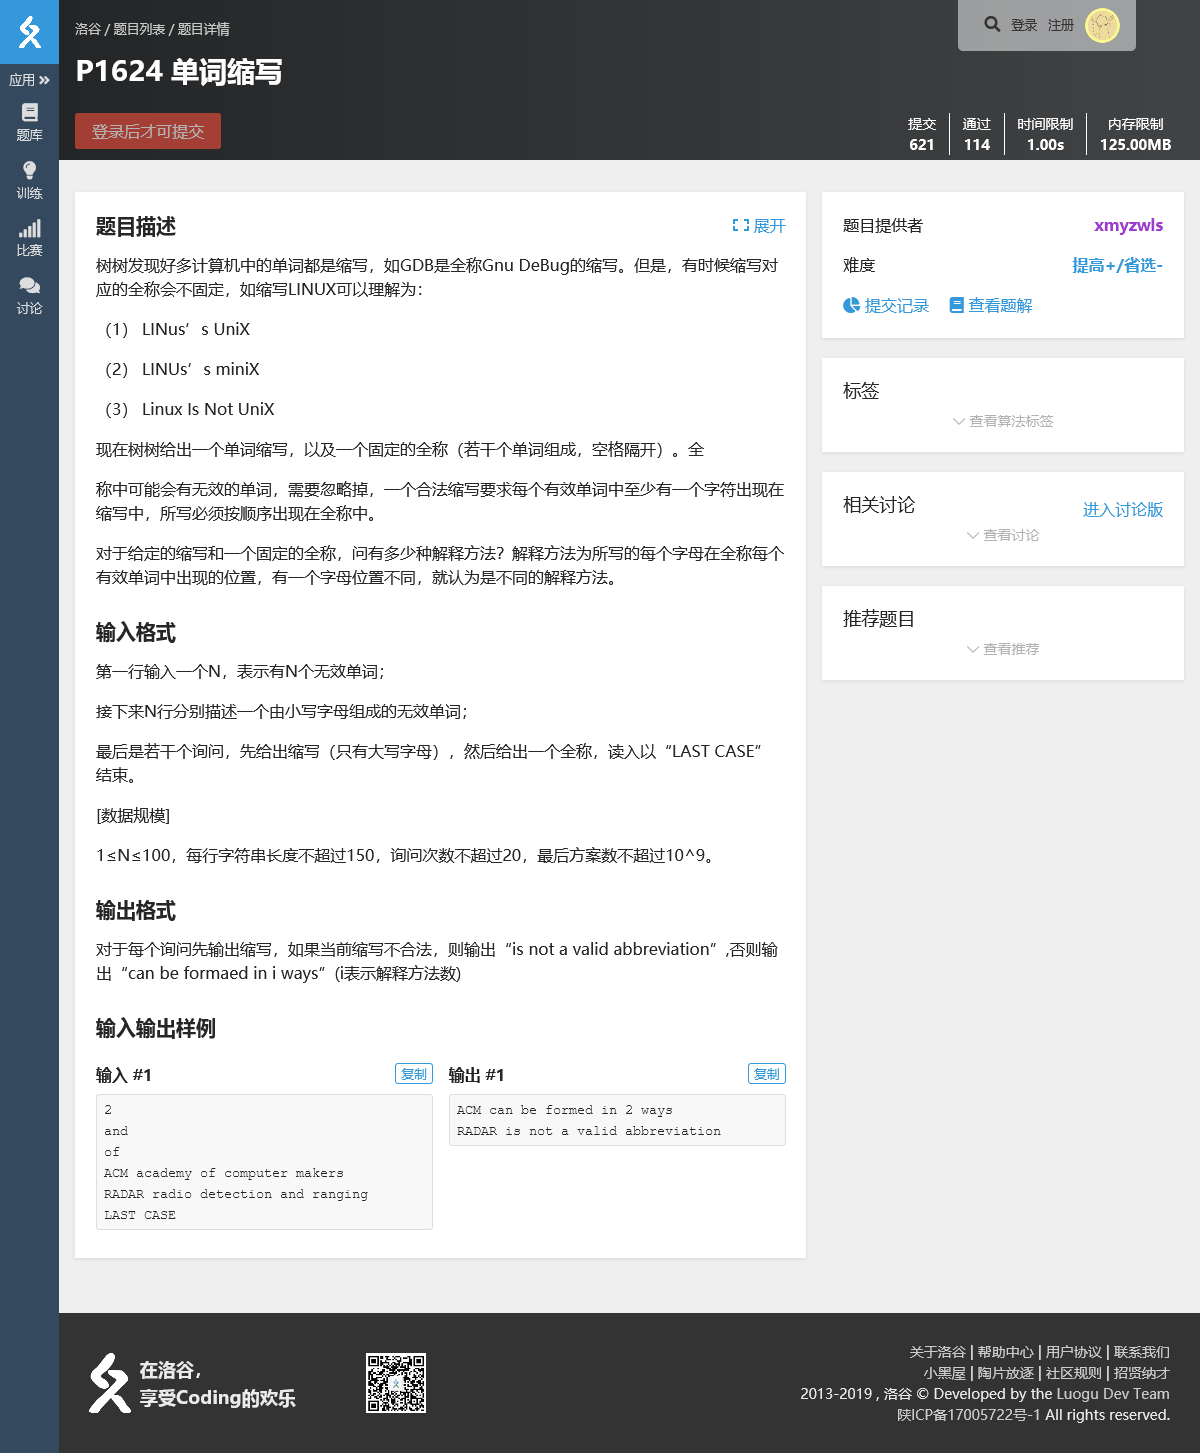 洛谷 / 题目列表 / 题目详情
登录 注册
P1624 单词缩写
应用
题库
训练
比赛
讨论
登录后才可提交
提交 通过 时间限制 内存限制
621 114 1.00s 125.00MB
题目描述
展开
树树发现好多计算机中的单词都是缩写，如GDB是全称Gnu DeBug的缩写。但是，有时候缩写对
应的全称会不固定，如缩写LINUX可以理解为：
（1） LINus’s UniX
（2） LINUs’s miniX
（3） Linux Is Not UniX
现在树树给出一个单词缩写，以及一个固定的全称（若干个单词组成，空格隔开）。全
称中可能会有无效的单词，需要忽略掉，一个合法缩写要求每个有效单词中至少有一个字符出现在
缩写中，所写必须按顺序出现在全称中。
对于给定的缩写和一个固定的全称，问有多少种解释方法？解释方法为所写的每个字母在全称每个
有效单词中出现的位置，有一个字母位置不同，就认为是不同的解释方法。
输入格式
第一行输入一个N，表示有N个无效单词；
接下来N行分别描述一个由小写字母组成的无效单词；
最后是若干个询问，先给出缩写（只有大写字母），然后给出一个全称，读入以“LAST CASE”
结束。
[数据规模]
1≤N≤100，每行字符串长度不超过150，询问次数不超过20，最后方案数不超过10^9。
输出格式
对于每个询问先输出缩写，如果当前缩写不合法，则输出“is not a valid abbreviation”,否则输
出“can be formaed in i ways”(i表示解释方法数)
输入输出样例
输入 #1
复制
2
and
of
ACM academy of computer makers
RADAR radio detection and ranging
LAST CASE
输出 #1
复制
ACM can be formed in 2 ways
RADAR is not a valid abbreviation
题目提供者
xmyzwls
难度
提高+/省选-
提交记录 查看题解
标签
查看算法标签
相关讨论
进入讨论版
查看讨论
推荐题目
查看推荐
在洛谷，
享受Coding的欢乐
关于洛谷 | 帮助中心 | 用户协议 | 联系我们
小黑屋 | 陶片放逐 | 社区规则 | 招贤纳才
2013-2019 , 洛谷 © Developed by the Luogu Dev Team
陕ICP备17005722号-1 All rights reserved.